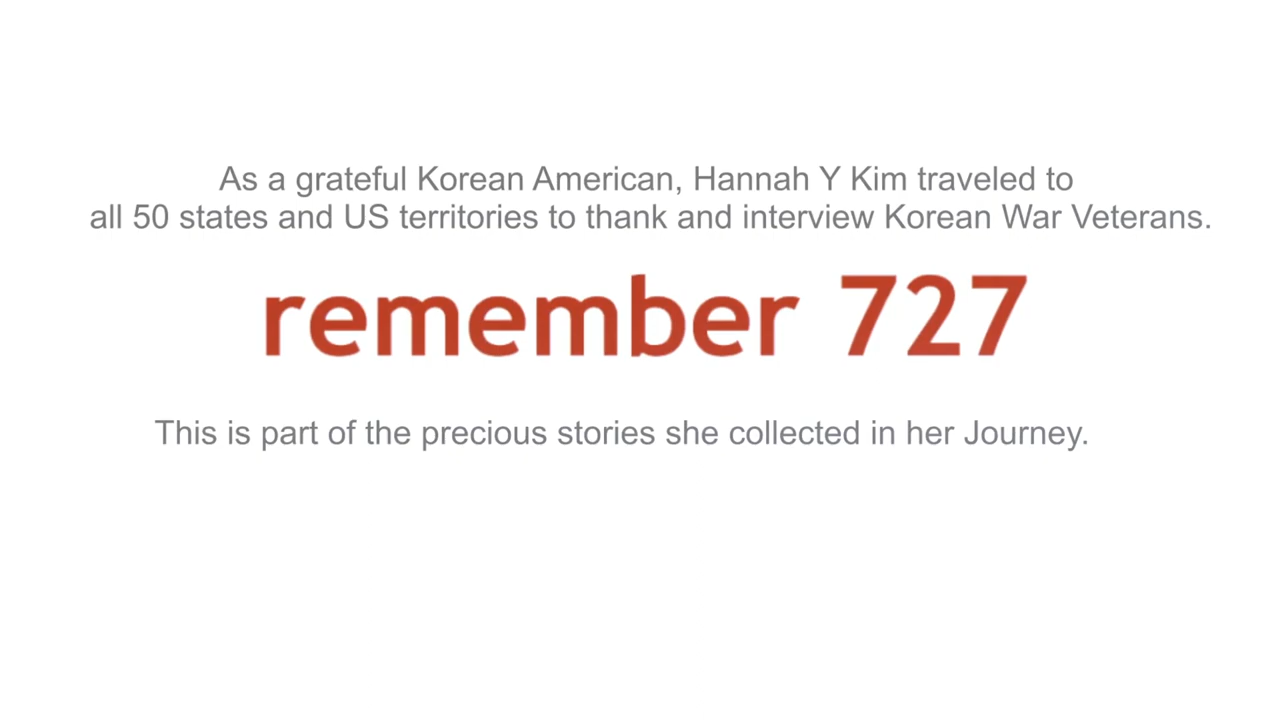 As a grateful Korean American, Hannah Y Kim traveled to
all 50 states and US territories to thank and interview Korean War Veterans.
remember 727
This is part of the precious stories she collected in her Journey.